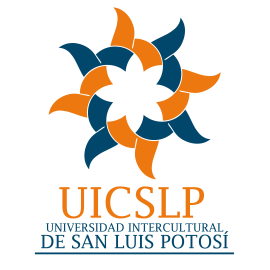 UICSLP
UNIVERSIDAD INTERCULTURAL
DE SAN LUIS POTOSÍ